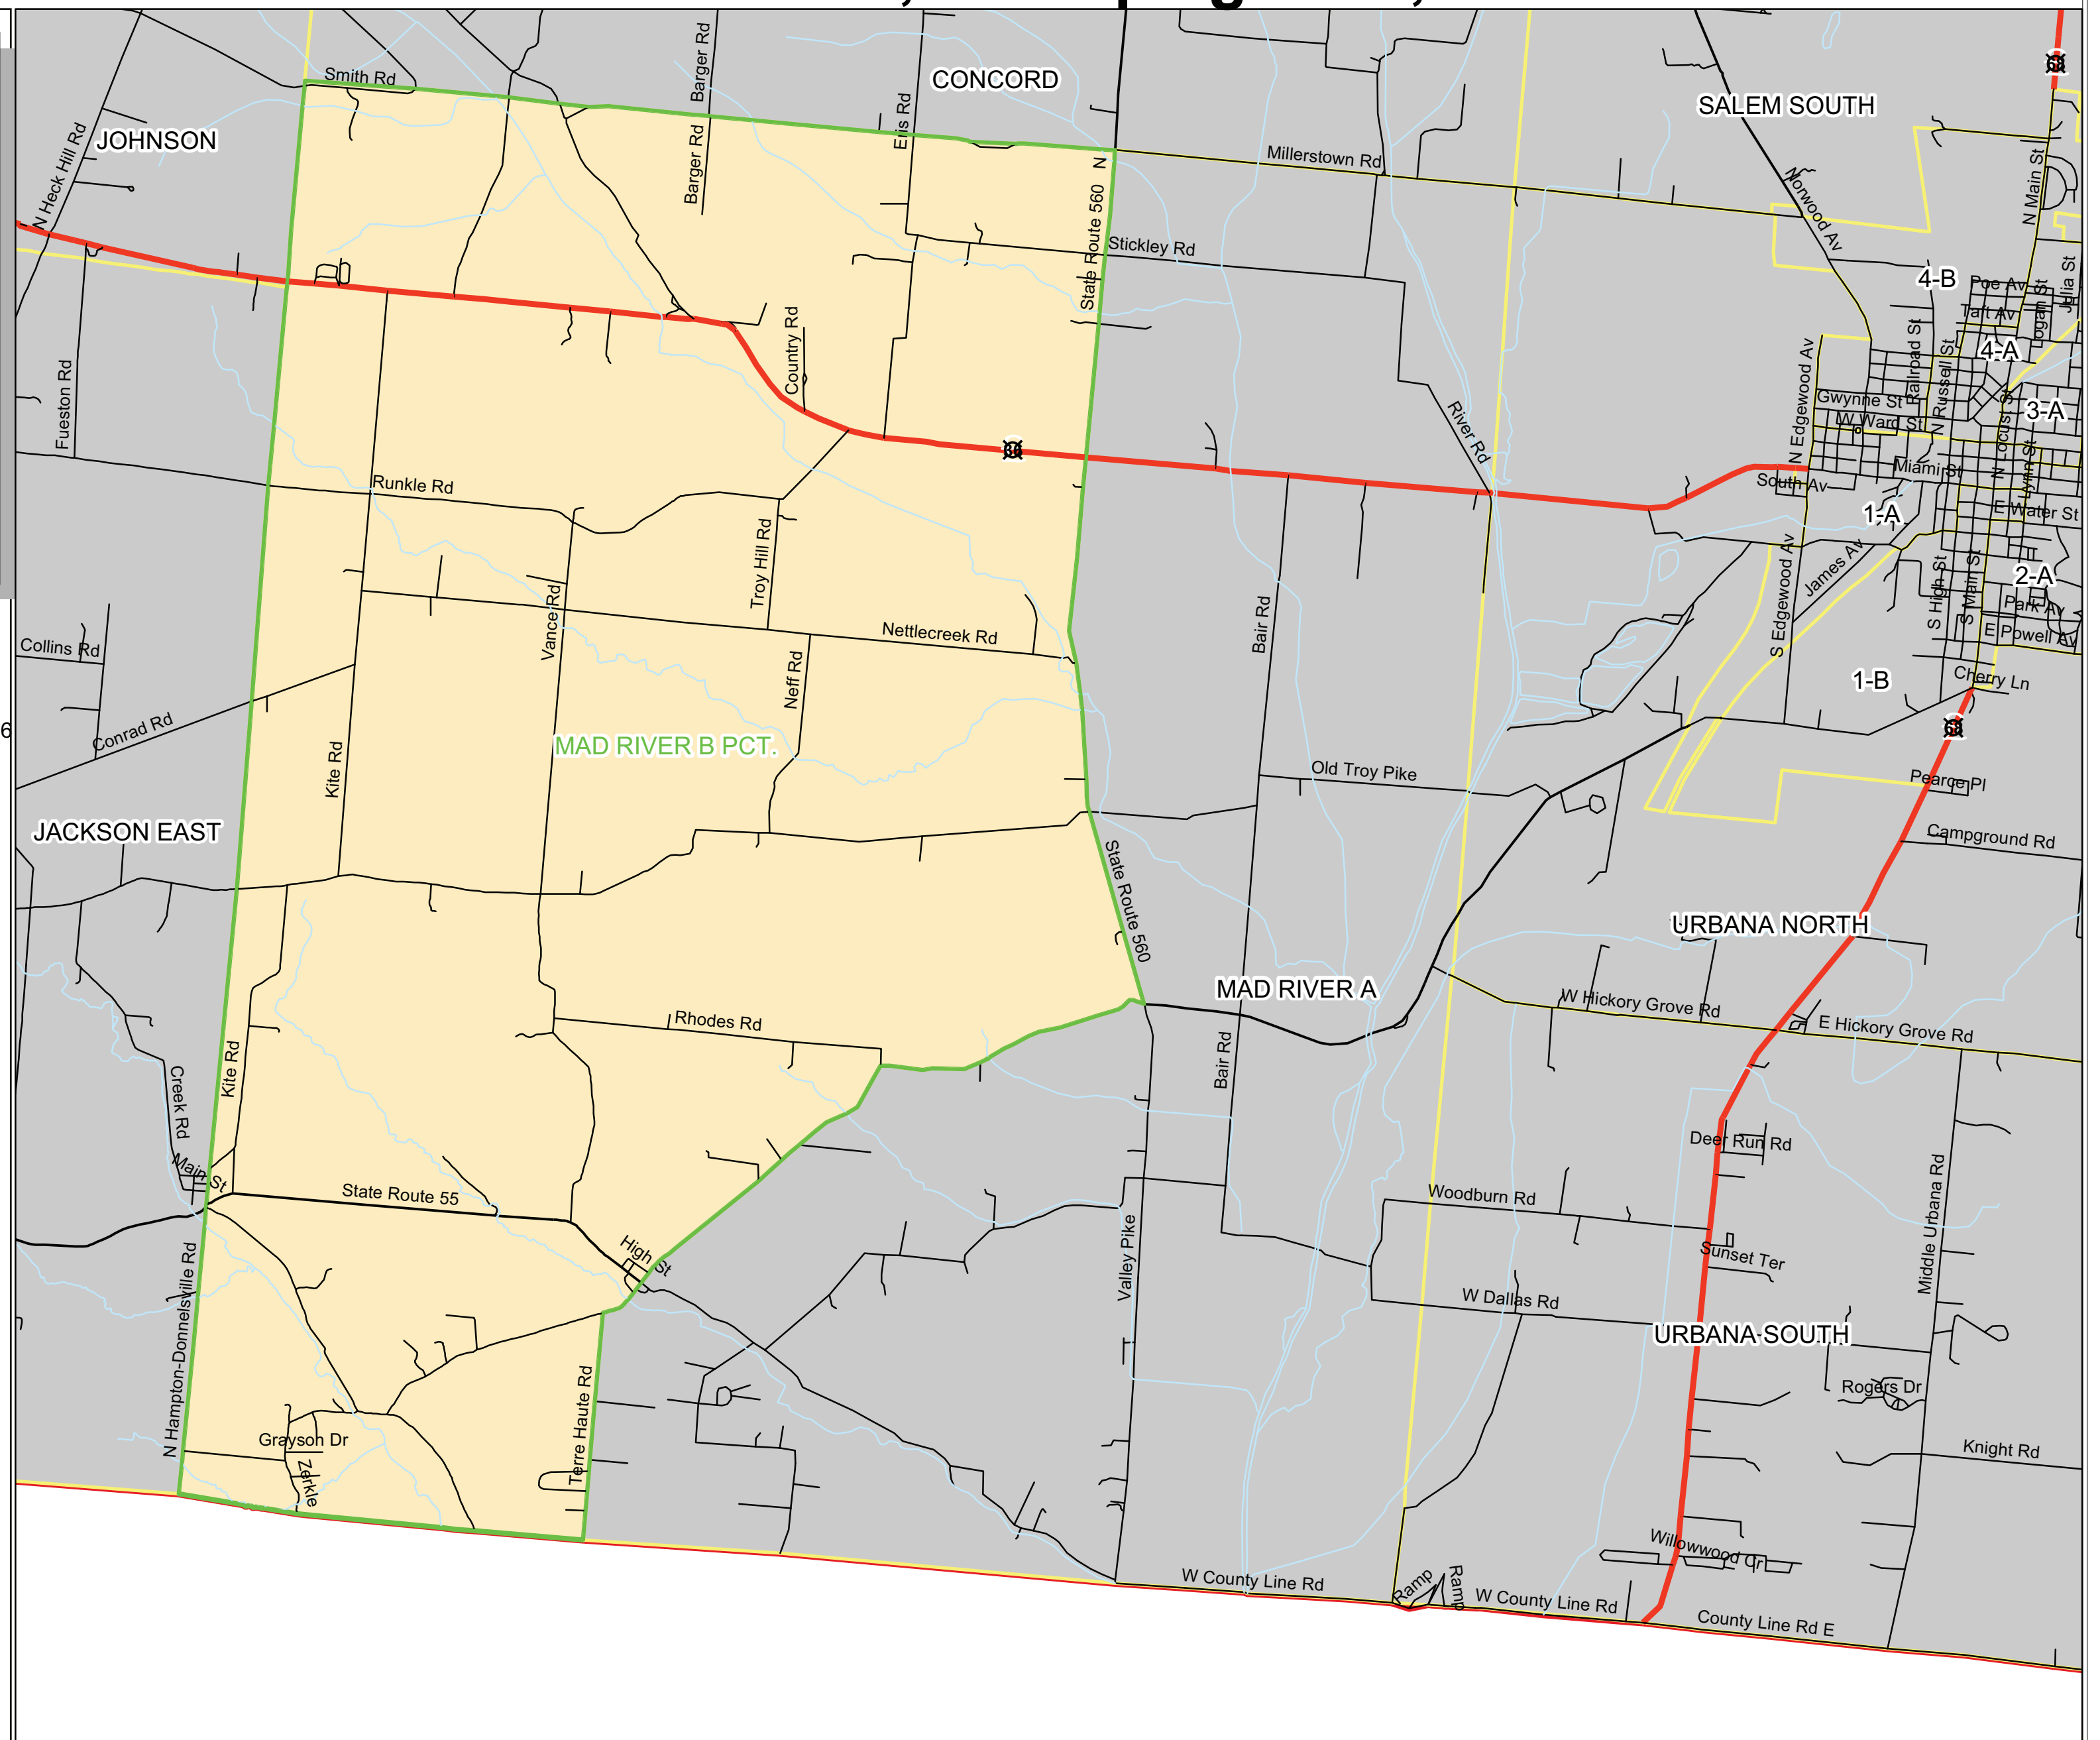 Smith Rd
Barger Rd
CONCORD
SALEM SOUTH
JOHNSON
N Heck Hill Rd
Barger Rd
Eris Rd
N
State Route 560
Millerstown Rd
Norwood Av
N Main St
Stickley Rd
4-B
Poe Av
Julia St
Logan St
Taft Av
Country Rd
Railroad St
N Russell St
4-A
Fueston Rd
N Edgewood Av
Gwynne St
3-A
W Ward St
N Locust St
River Rd
36
Miami St
Lynn St
South Av
Runkle Rd
1-A
E Water St
Troy Hill Rd
S Edgewood Av
James Av
S High St
S Main St
2-A
Park Av
E Powell Av
Vance Rd
Nettlecreek Rd
Bair Rd
Collins Rd
Neff Rd
1-B
Cherry Ln
6
Conrad Rd
MAD RIVER B PCT.
Kite Rd
68
Old Troy Pike
Pearce Pl
JACKSON EAST
Campground Rd
State Route 560
URBANA NORTH
MAD RIVER A
W Hickory Grove Rd
Rhodes Rd
E Hickory Grove Rd
Kite Rd
Bair Rd
Creek Rd
Deer Run Rd
Main St
State Route 55
Woodburn Rd
Middle Urbana Rd
High St
Valley Pike
Sunset Ter
N Hampton-Donnelsville Rd
W Dallas Rd
URBANA SOUTH
Rogers Dr
Terre Haute Rd
Grayson Dr
Zerkle
Knight Rd
Willowwood Cr
W County Line Rd
Ramp
Ramp
W County Line Rd
County Line Rd E